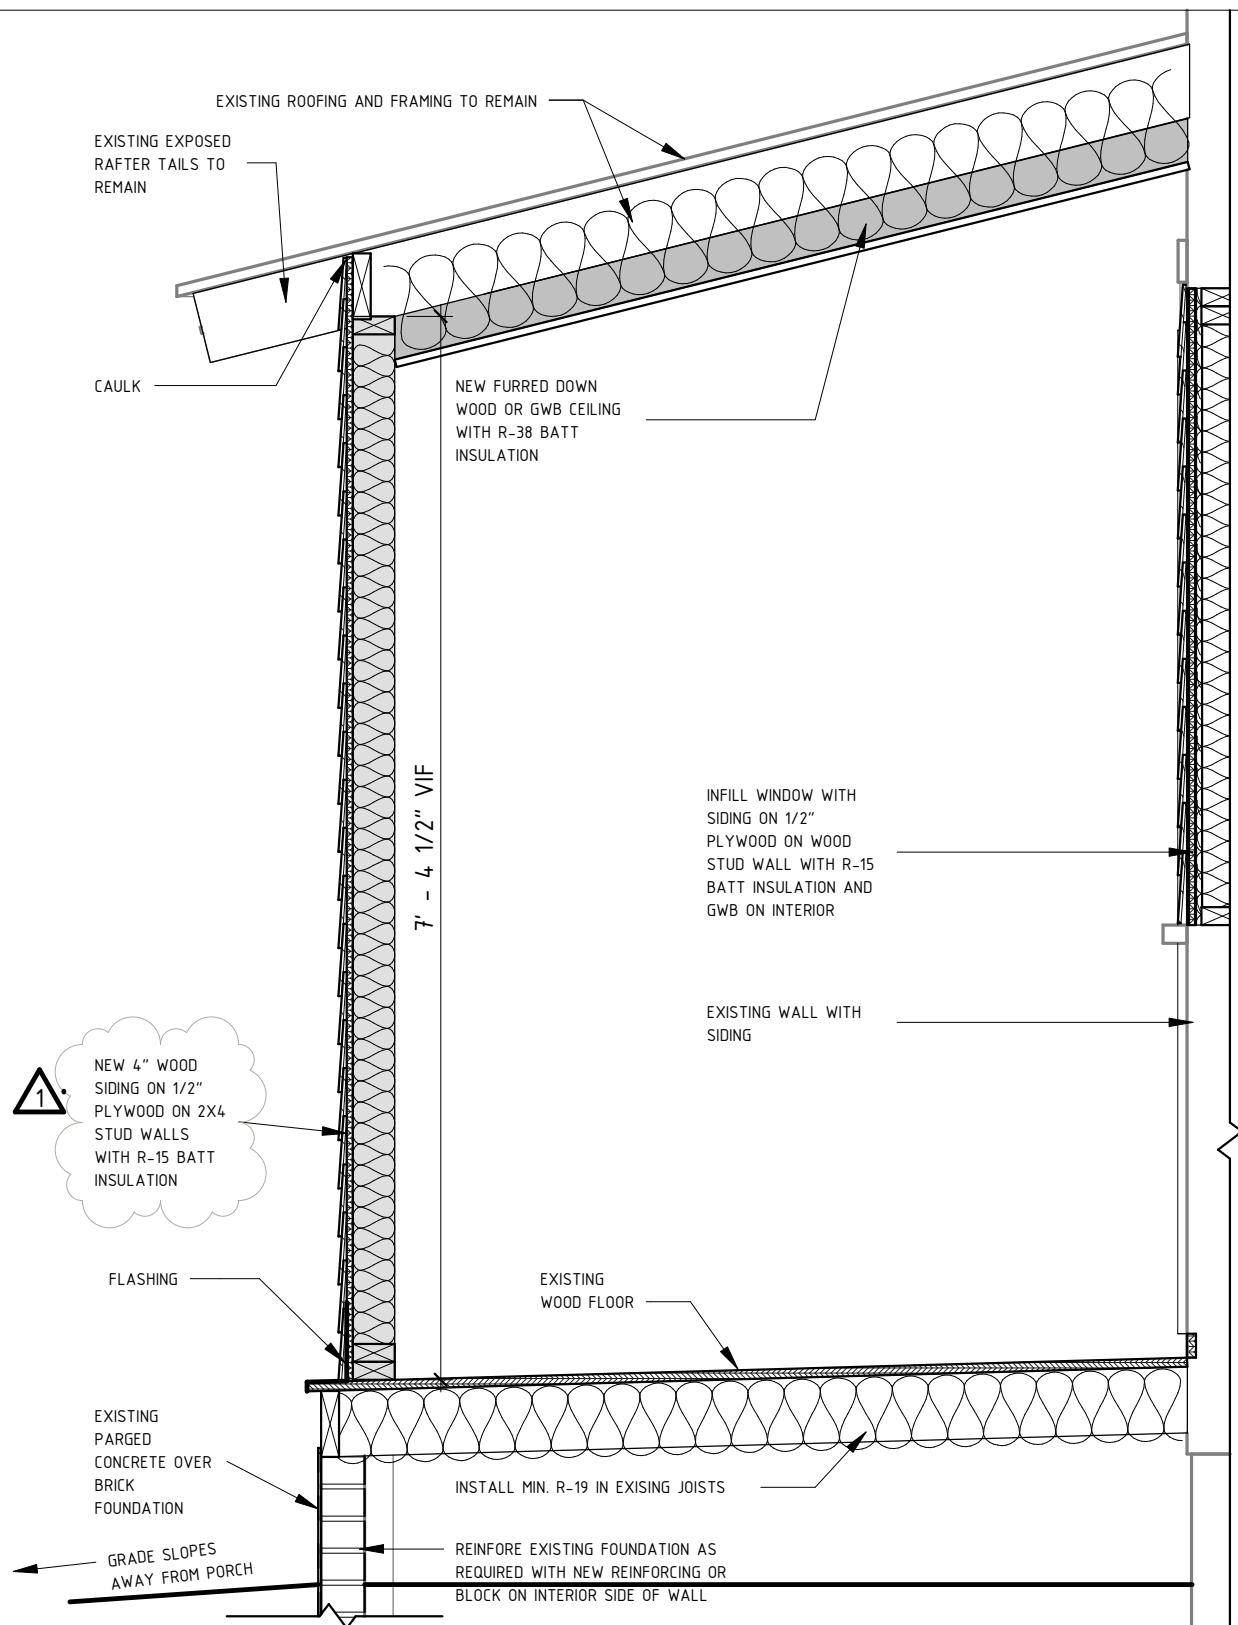 EXISTING ROOFING AND FRAMING TO REMAIN
EXISTING EXPOSED
RAFTER TAILS TO
REMAIN
CAULK
NEW FURRED DOWN
WOOD OR GWB CEILING
WITH R-38 BATT
INSULATION
7' - 4 1/2" VIF
INFILL WINDOW WITH
SIDING ON 1/2"
PLYWOOD ON WOOD
STUD WALL WITH R-15
BATT INSULATION AND
GWB ON INTERIOR
EXISTING WALL WITH
SIDING
1
NEW 4" WOOD
SIDING ON 1/2"
PLYWOOD ON 2X4
STUD WALLS
WITH R-15 BATT
INSULATION
FLASHING
EXISTING
WOOD FLOOR
EXISTING
PARGED
CONCRETE OVER
BRICK
FOUNDATION
INSTALL MIN. R-19 IN EXISING JOISTS
GRADE SLOPES
AWAY FROM PORCH
REINFORE EXISTING FOUNDATION AS
REQUIRED WITH NEW REINFORCING OR
BLOCK ON INTERIOR SIDE OF WALL